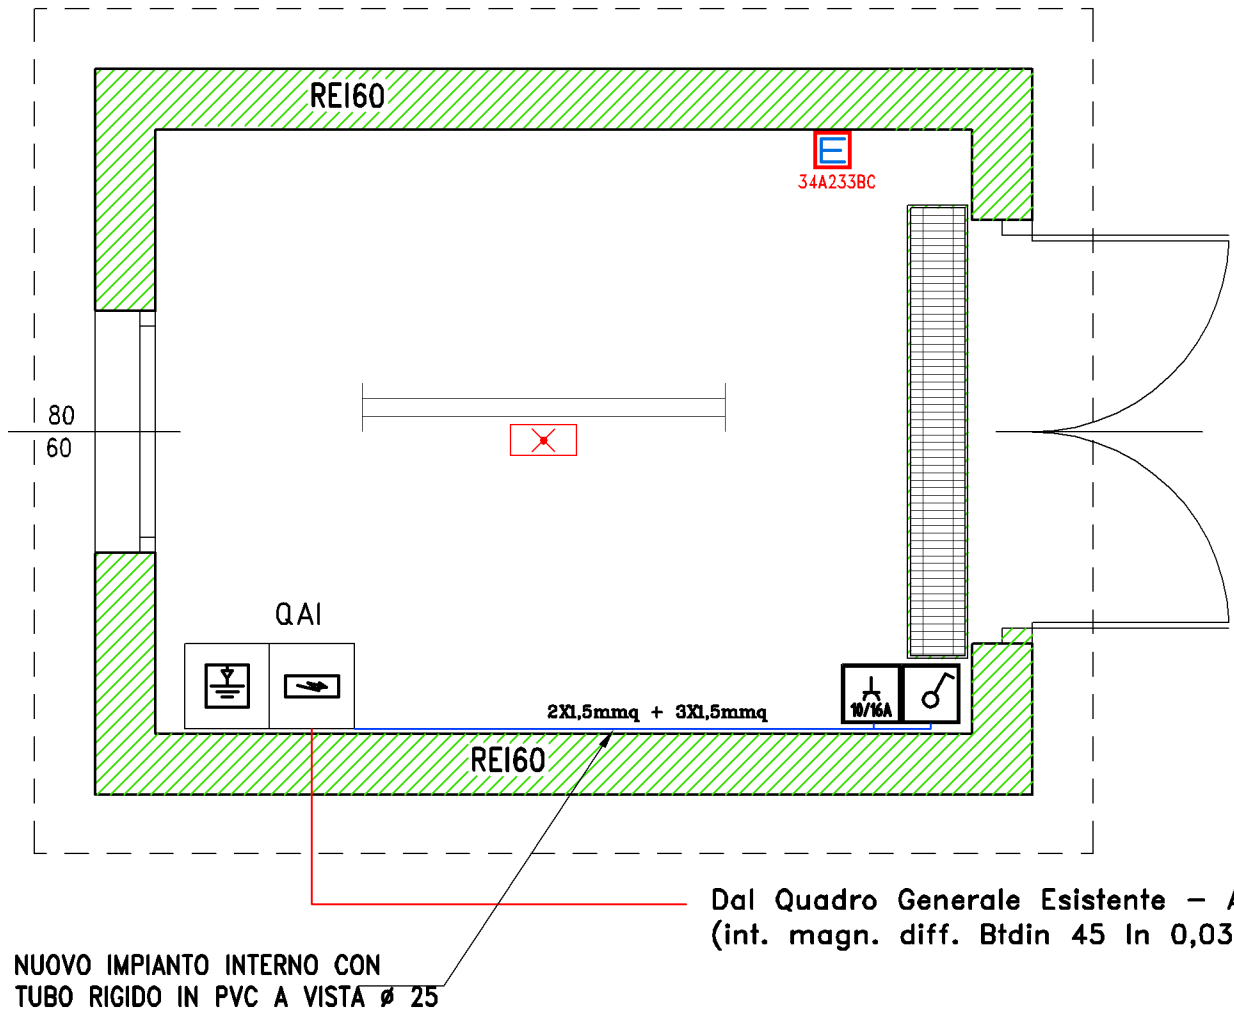 REI60
E
34A233BC
80
60
QAI
10/16A
2X1,5mmq + 3X1,5mmq
REI60
Dal Quadro Generale Esistente –
(int. magn. diff. Btdin 45 In 0,03
NUOVO IMPIANTO INTERNO CON
TUBO RIGIDO IN PVC A VISTA ø 25